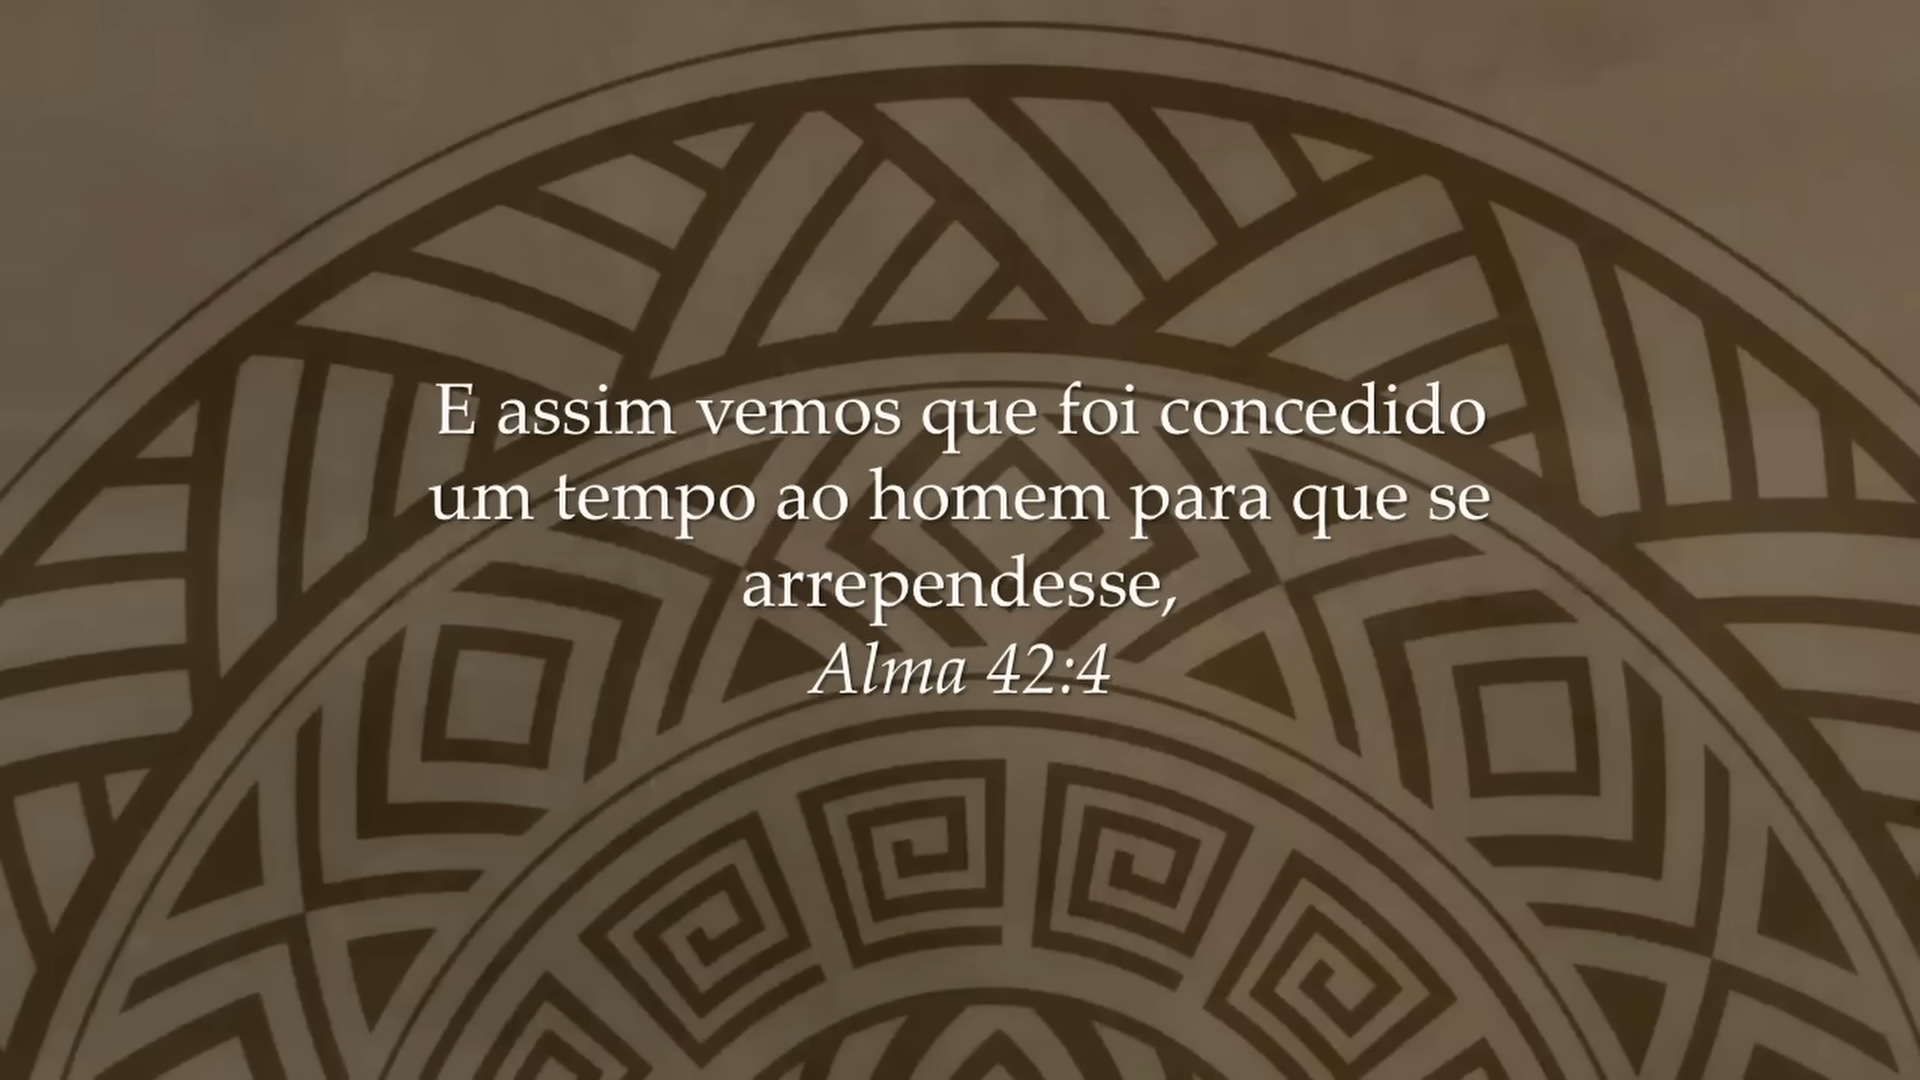 E assim vemos que foi concedido
um tempo ao homem para que se
arrependesse,
Alma 42:4